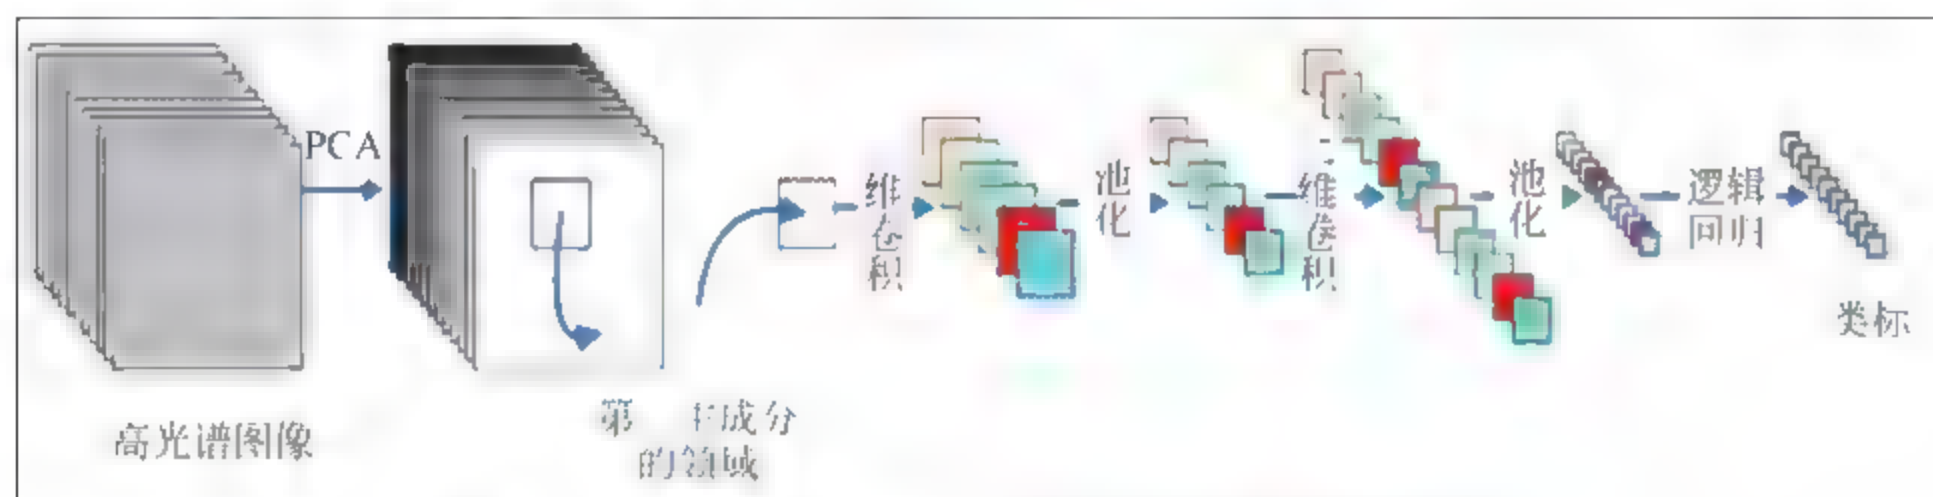 PCA
高光谱图像
第 主成分
的领域
维
卷
积
池
化
维
卷
积
池
化
逻辑
回归
类标